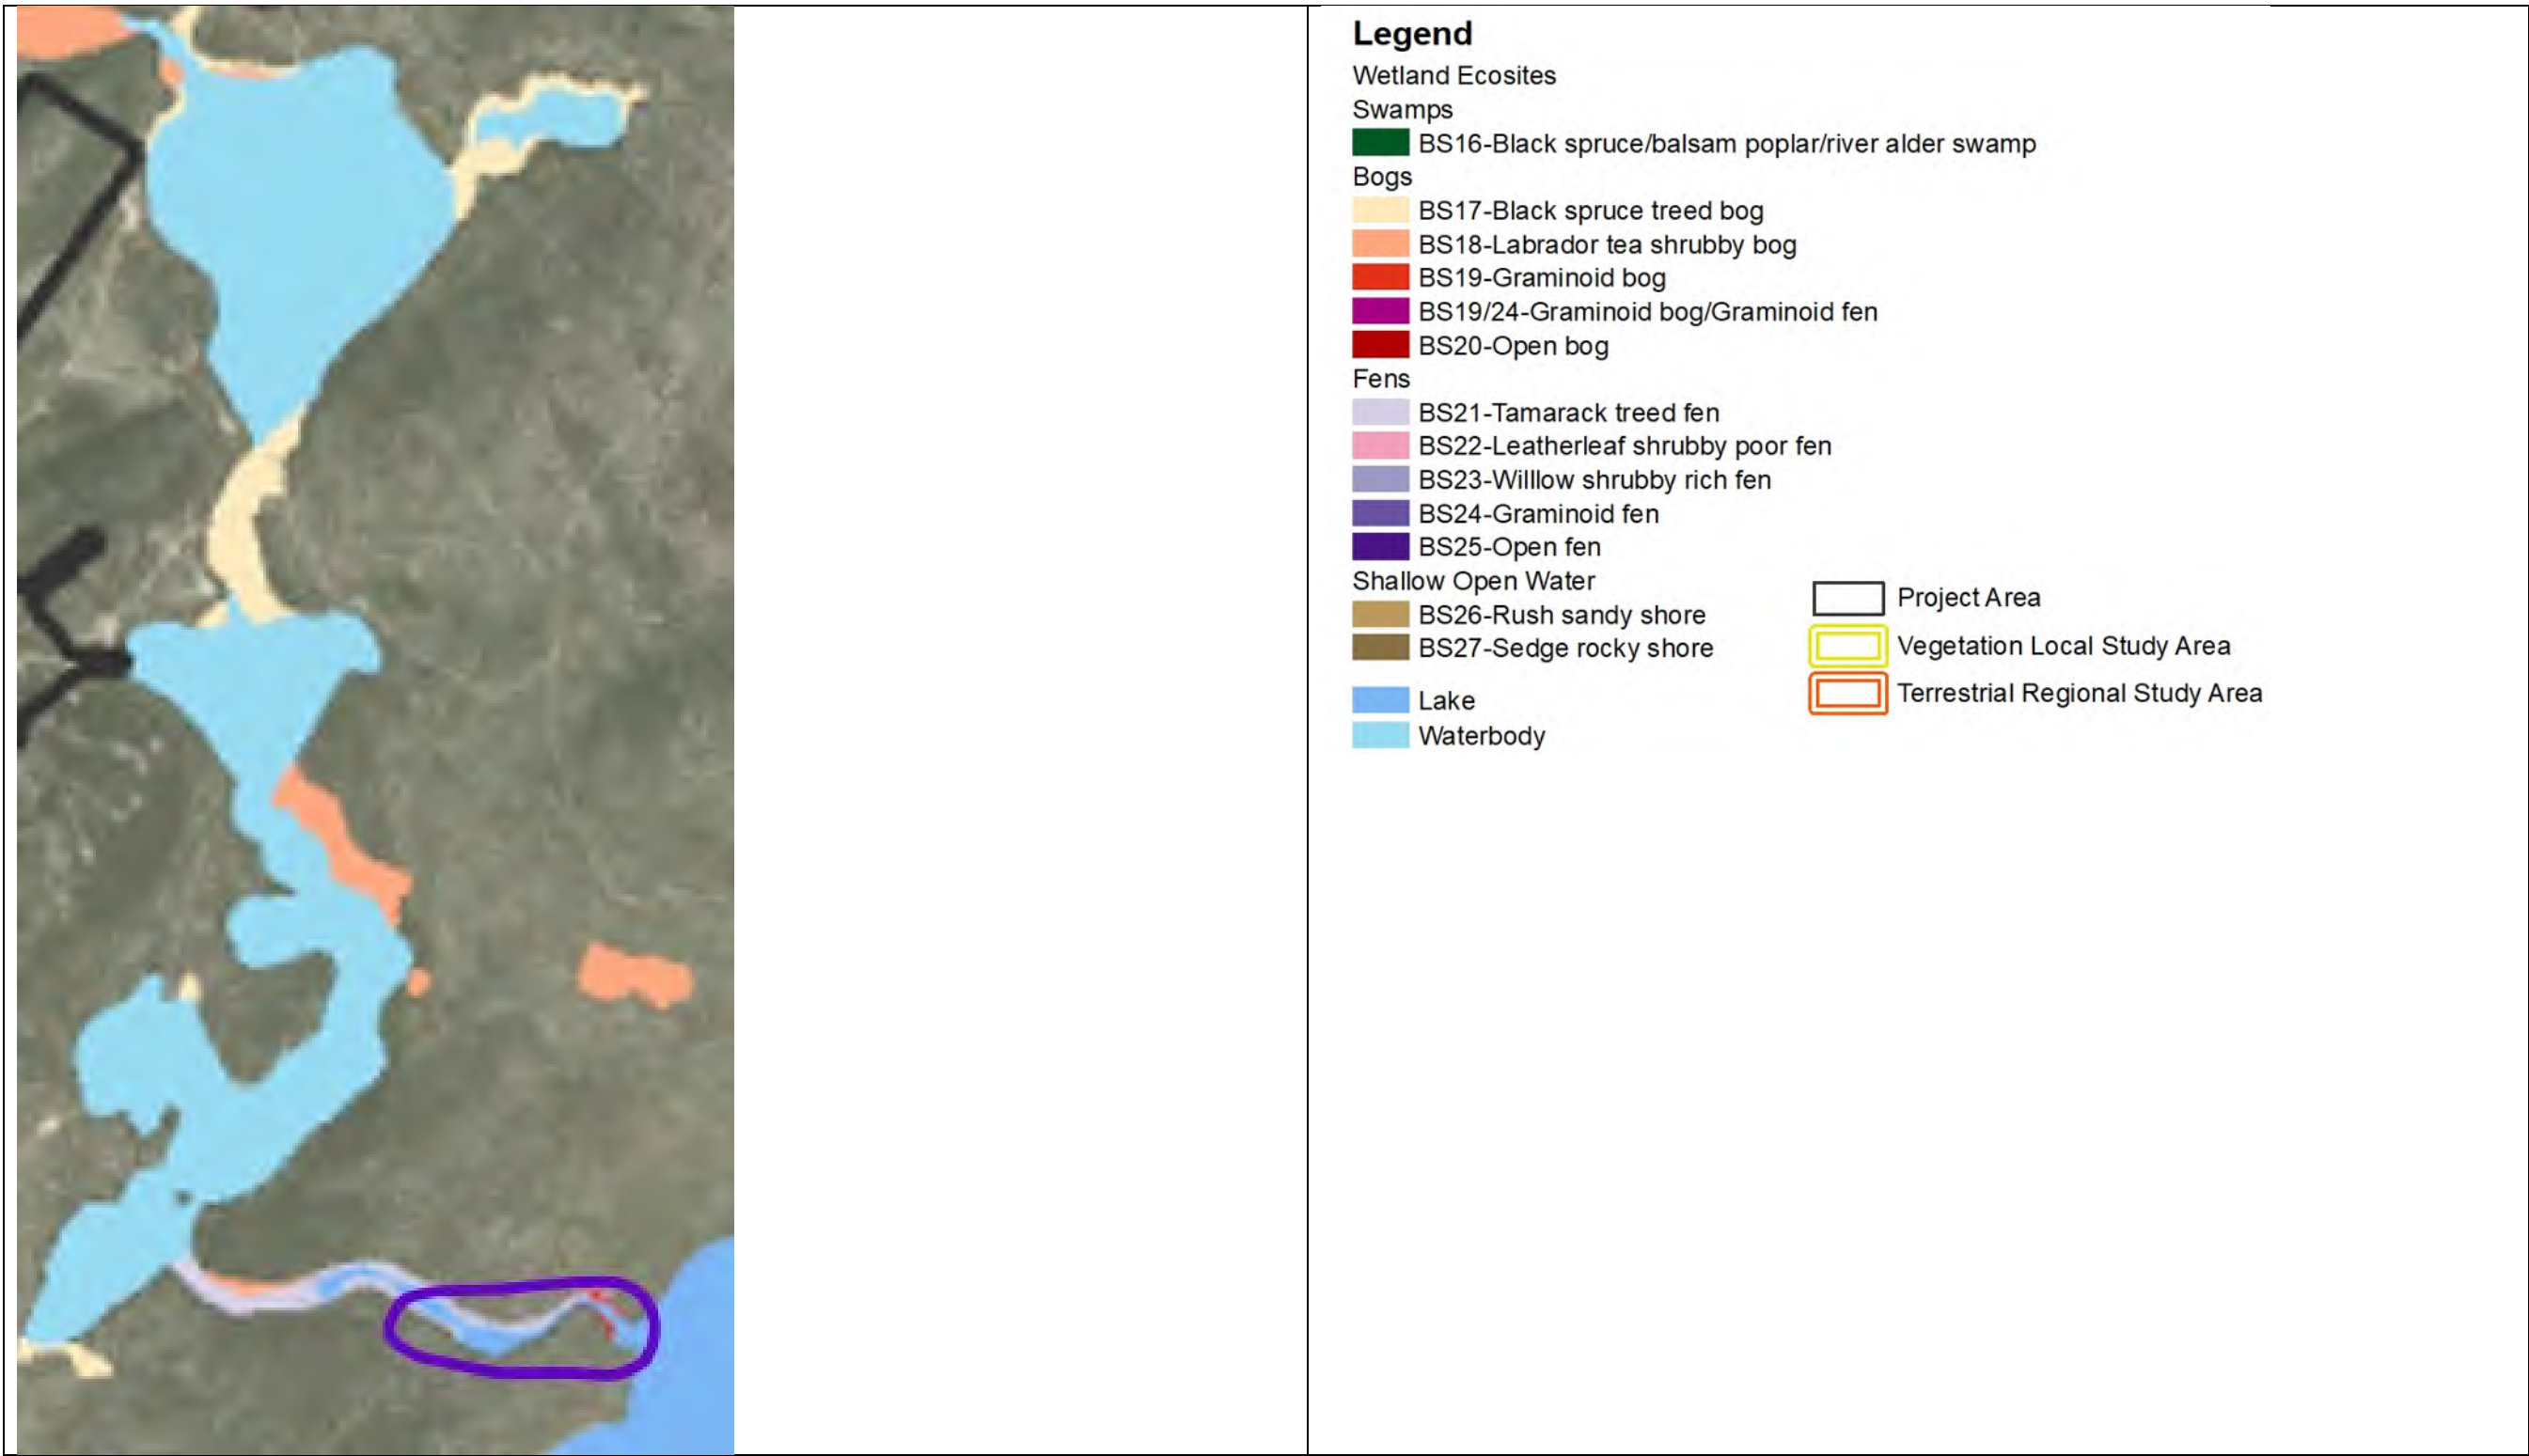 Legend
Wetland Ecosites
Swamps
BS16-Black spruce/balsam poplar/river alder swamp
Bogs
BS17-Black spruce treed bog
BS18-Labrador tea shrubby bog
BS19-Graminoid bog
BS19/24-Graminoid bog/Graminoid fen
BS20-Open bog
Fens
BS21-Tamarack treed fen
BS22-Leatherleaf shrubby poor fen
BS23-Willlow shrubby rich fen
BS24-Graminoid fen
BS25-Open fen
Shallow Open Water
BS26-Rush sandy shore
BS27-Sedge rocky shore
Lake
Waterbody
Project Area
Vegetation Local Study Area
Terrestrial Regional Study Area